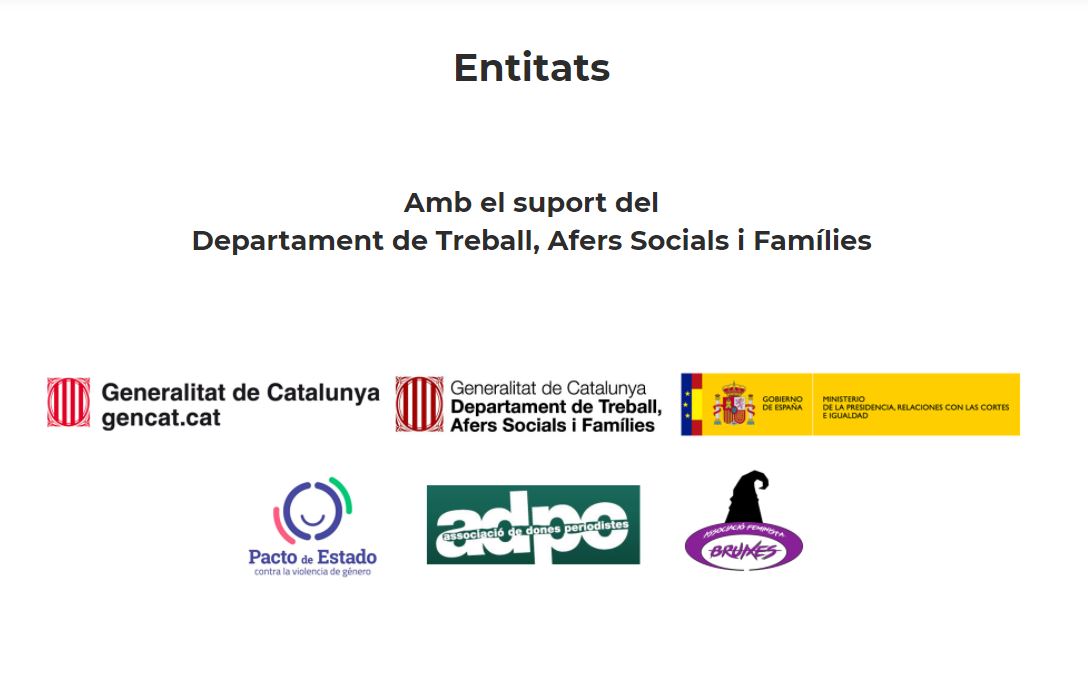 Entitats
Amb el suport del
Departament de Treball, Afers Socials i Famílies
Generalitat de Catalunya
gencat.cat
Generalitat de Catalunya
Departament de Treball,
Afers Socials i Famílies
GOBIERNO
DE ESPAÑA
MINISTERIO
DE LA PRESIDENCIA, RELACIONES CON LAS CORTES
E IGUALDAD
Pacto de Estado
contra la violencia de género
adpc
associació de dones periodistes
ASSOCIACIÓ FEMINISTA
BRUIXES